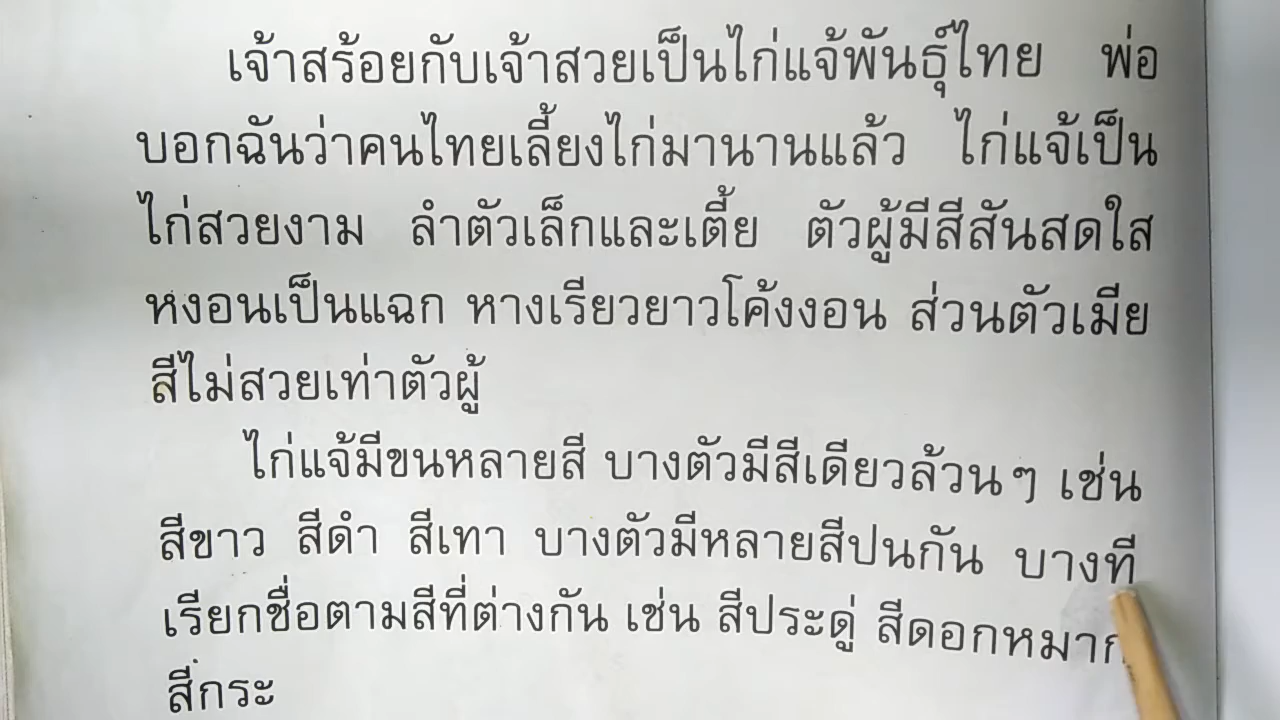 เจ้าสร้อยกับเจ้าสวยเป็นไก่แจ้พันธุ์ไทย พ่อ
บอกฉันว่าคนไทยเลี้ยงไก่มานานแล้ว ไก่แจ้เป็น
ไก่สวยงาม ลำตัวเล็กและเตี้ย ตัวผู้มีสีสันสดใส
หงอนเป็นแฉก หางเรียวยาวโค้งงอน ส่วนตัวเมีย
สีไม่สวยเท่าตัวผู้
ไก่แจ้มีขนหลายสี บางตัวมีสีเดียวล้วนๆ เช่น
สีขาว สีดำ สีเทา บางตัวมีหลายสีปนกัน บางที
เรียกชื่อตามสีที่ต่างกัน เช่น สีประดู่ สีดอกหมาก
สีกระ